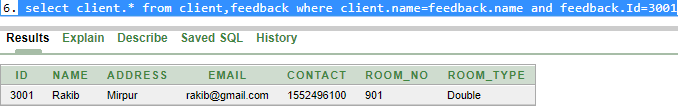 6. select client.* from client,feedback where client.name=feedback.name and feedback.Id=3001
Results Explain Describe Saved SQL History
ID NAME ADDRESS EMAIL CONTACT ROOM_NO ROOM_TYPE
3001 Rakib Mirpur rakib@gmail.com 1552496100 901 Double